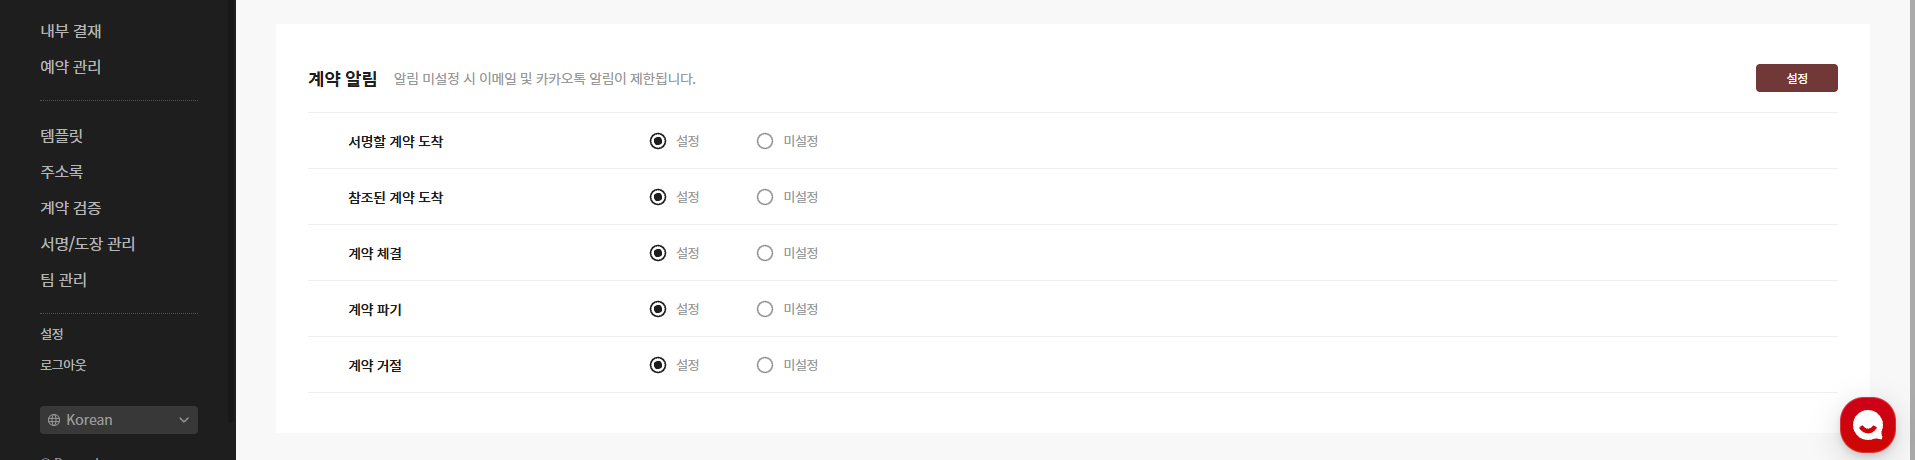 내부 결재
예약 관리
템플릿
주소록
계약 검증
서명/도장 관리
팀 관리
설정
로그아웃
Korean
계약 알림 알림 미설정 시 이메일 및 카카오톡 알림이 제한됩니다. 설정
서명할 계약 도착 설정 미설정
참조된 계약 도착 설정 미설정
계약 체결 설정 미설정
계약 파기 설정 미설정
계약 거절 설정 미설정